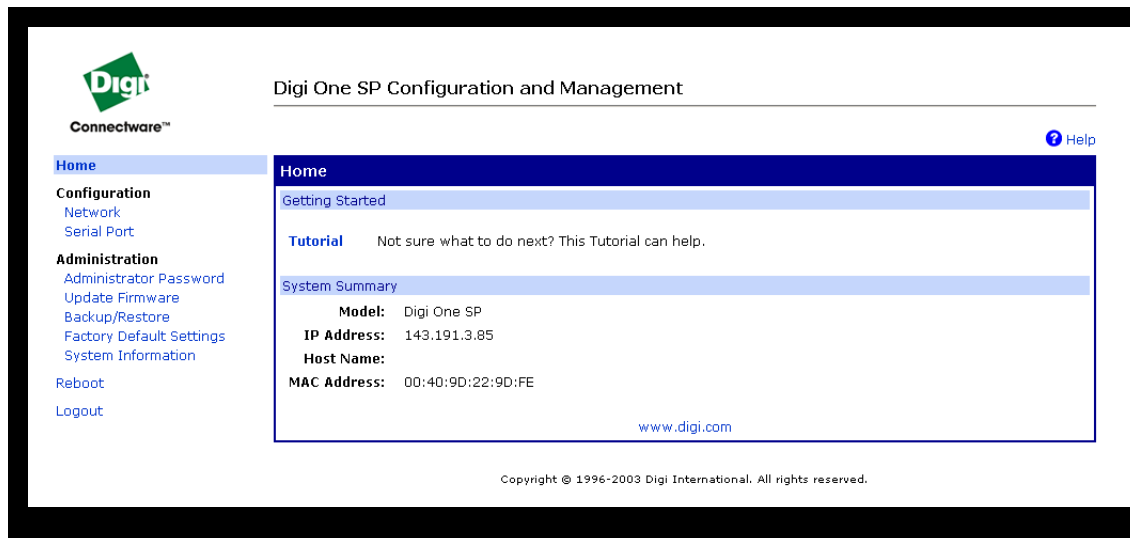 Digi
Connectware™
Digi One SP Configuration and Management
Help
Home
Configuration
Network
Serial Port
Administration
Administrator Password
Update Firmware
Backup/Restore
Factory Default Settings
System Information
Reboot
Logout
Home
Getting Started
Tutorial Not sure what to do next? This Tutorial can help.
System Summary
Model: Digi One SP
IP Address: 143.191.3.85
Host Name:
MAC Address: 00:40:9D:22:9D:FE
www.digi.com
Copyright © 1996-2003 Digi International. All rights reserved.